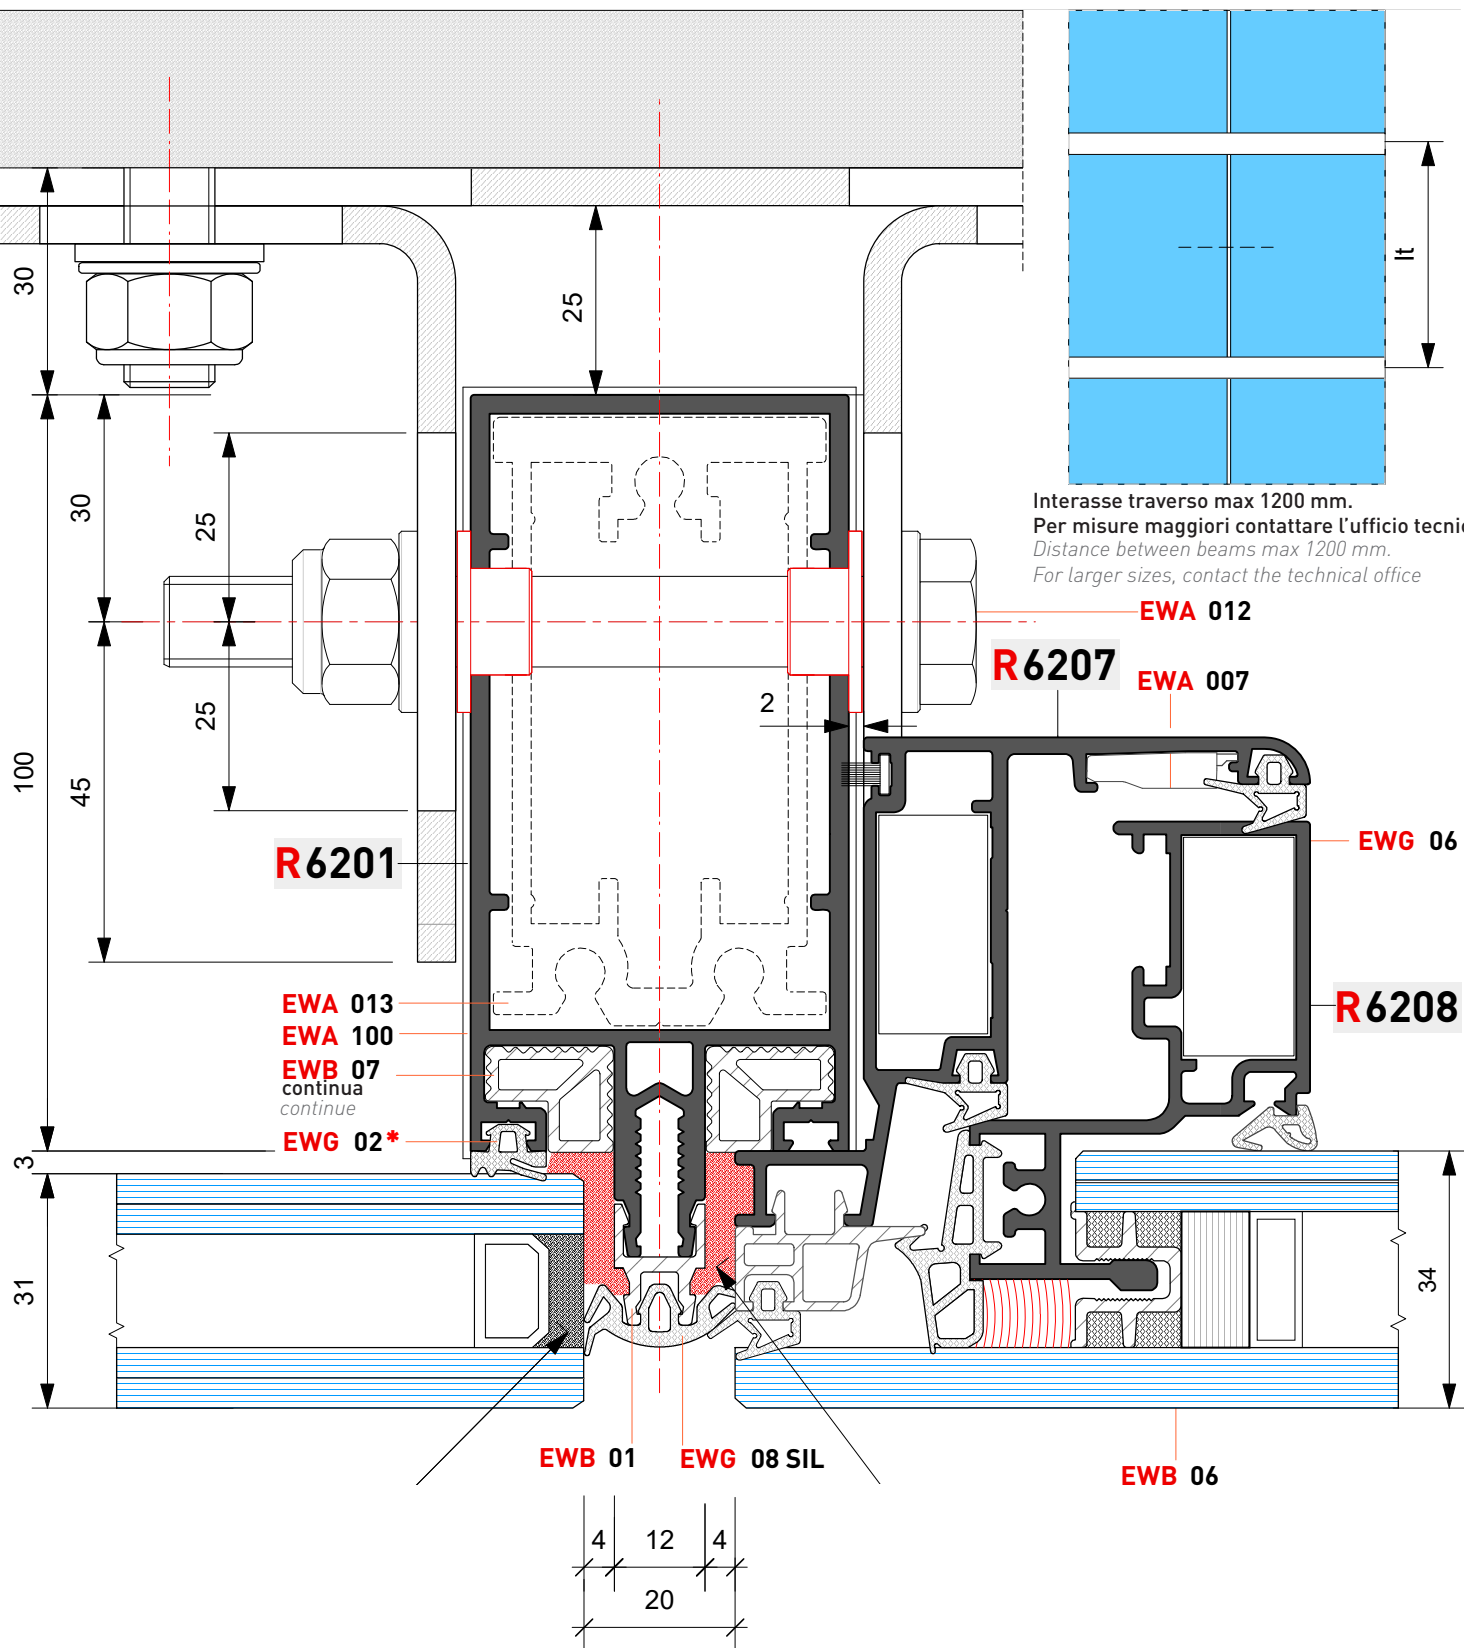 lt
Interasse traverso max 1200 mm.
Per misure maggiori contattare l'ufficio
Distance between beams max 1200 mm.
For larger sizes, contact the technical office
30
25
30
25
25
100
45
2
EWA 012
R6207
EWA 007
R6201
EWG 06
R6208
EWA 013
EWA 100
EWB 07
continua
continue
EWG 02*
3
31
34
EWB 01
EWG 08 SIL
EWB 06
4
12
4
20